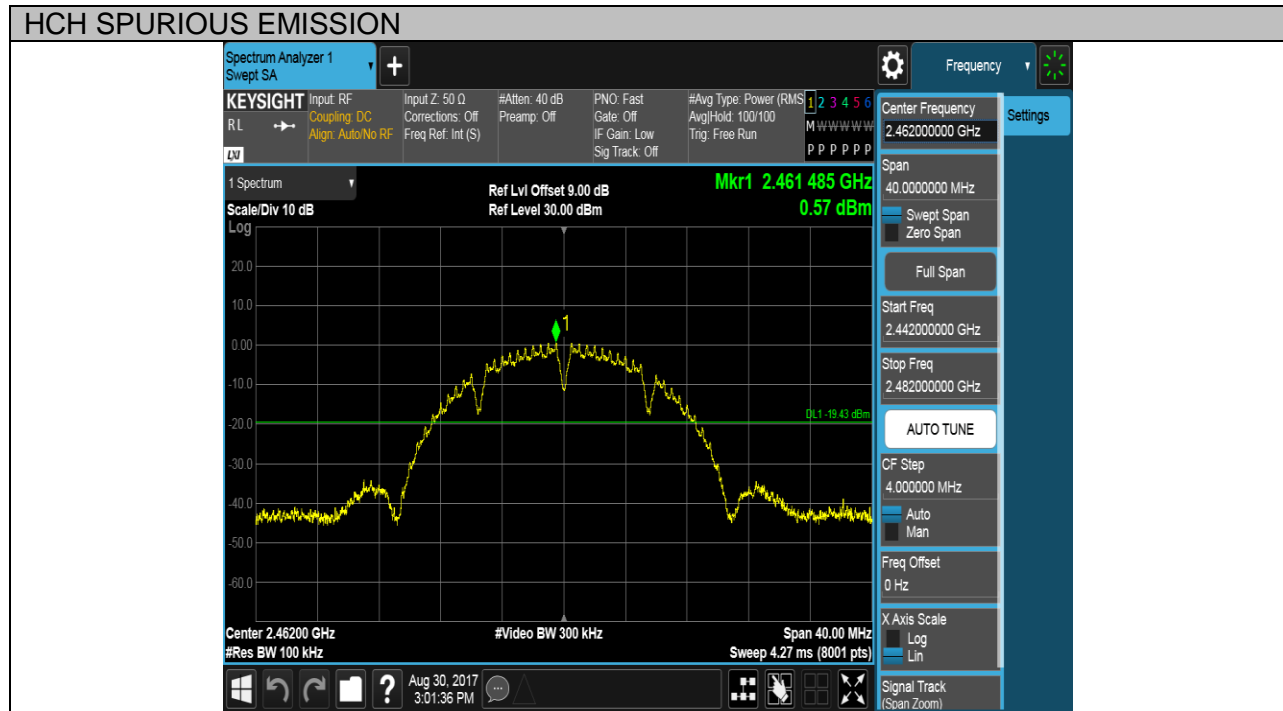 HCH SPURIOUS EMISSION
Spectrum Analyzer 1
Swept SA
Frequency
KEYSIGHT
RL
LXI
Input: RF
Coupling: DC
Align: Auto/No RF
Input Z: 50 Ω
Corrections: Off
Freq Ref: Int (S)
#Atten: 40 dB
Preamp: Off
PNO: Fast
Gate: Off
IF Gain: Low
Sig Track: Off
#Avg Type: Power (RMS
Avg|Hold: 100/100
Trig: Free Run
1 2 3 4 5 6
M W W W W W
P P P P P P
1 Spectrum
Scale/Div 10 dB
Log
Ref Lvl Offset 9.00 dB
Ref Level 30.00 dBm
Mkr1 2.461 485 GHz
0.57 dBm
20.0
10.0
0.00
-10.0
-20.0
-30.0
-40.0
-50.0
-60.0
1
DL1 -19.43 dBm
Center 2.46200 GHz
#Res BW 100 kHz
#Video BW 300 kHz
Span 40.00 MHz
Sweep 4.27 ms (8001 pts)
Aug 30, 2017
3:01:36 PM
?
Center Frequency
2.462000000 GHz
Settings
Span
40.0000000 MHz
Swept Span
Zero Span
Full Span
Start Freq
2.442000000 GHz
Stop Freq
2.482000000 GHz
AUTO TUNE
CF Step
4.000000 MHz
Auto
Man
Freq Offset
0 Hz
X Axis Scale
Log
Lin
Signal Track
(Span Zoom)